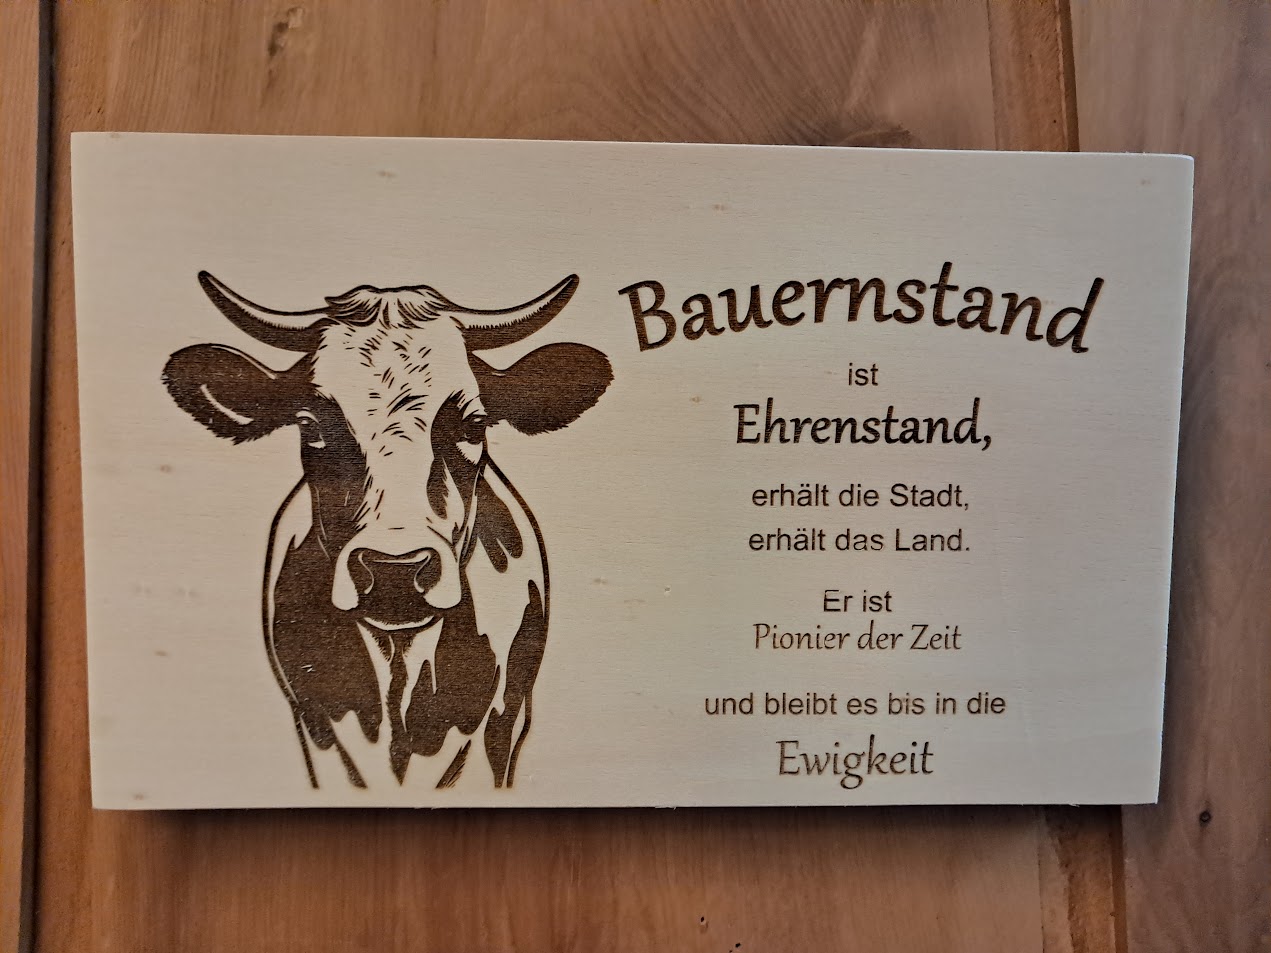 Bauernstand
ist
Ehrenstand,
erhält die Stadt,
erhält das Land.
Er ist
Pionier der Zeit
und bleibt es bis in die
Ewigkeit